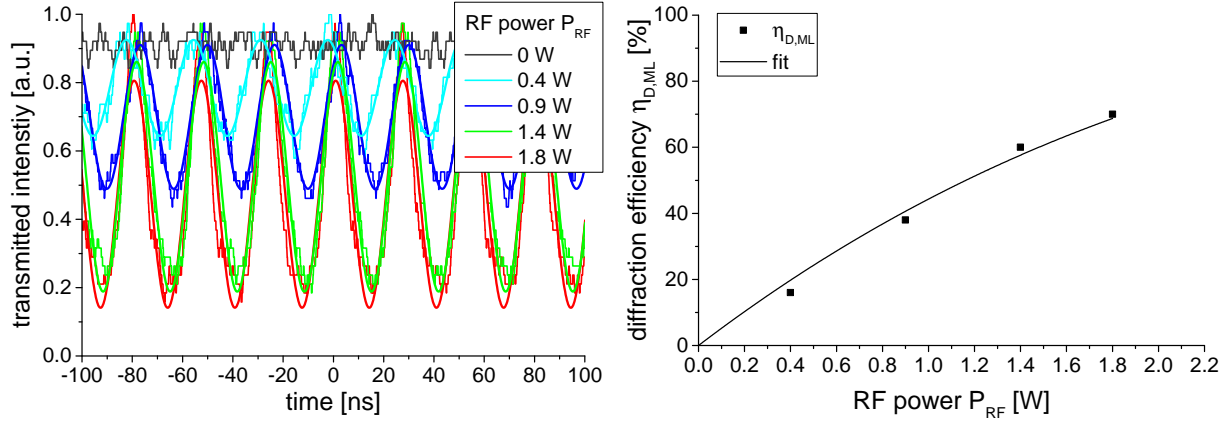 RF power P_RF
0 W
0.4 W
0.9 W
1.4 W
1.8 W
transmitted intenstiy [a.u.]
1.0
0.8
0.6
0.4
0.2
0.0
-100 -80 -60 -40 -20 0 20 40 60 80 100
time [ns]
η_D,ML
fit
diffraction efficiency η_D,ML [%]
100
80
60
40
20
0
0.0 0.2 0.4 0.6 0.8 1.0 1.2 1.4 1.6 1.8 2.0 2.2
RF power P_RF [W]